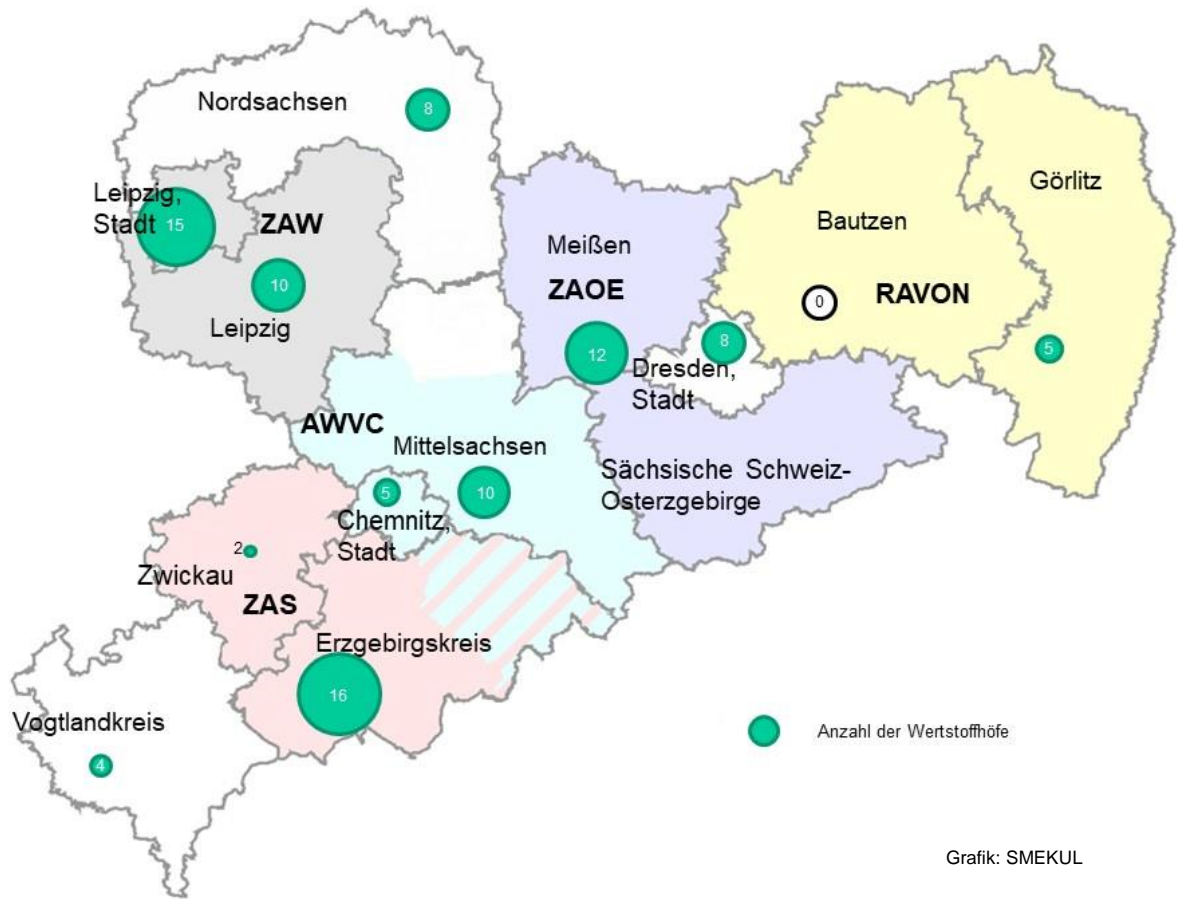 Nordsachsen
8
Leipzig,
Stadt
15
ZAW
10
Leipzig
Meißen
ZAOE
12
8
Dresden,
Stadt
Bautzen
0
RAVON
Görlitz
5
AWVC
Mittelsachsen
10
5
Chemnitz,
Stadt
Sächsische Schweiz-
Osterzgebirge
2
Zwickau
ZAS
Erzgebirgskreis
16
Vogtlandkreis
4
Anzahl der Wertstoffhöfe
Grafik: SMEKUL